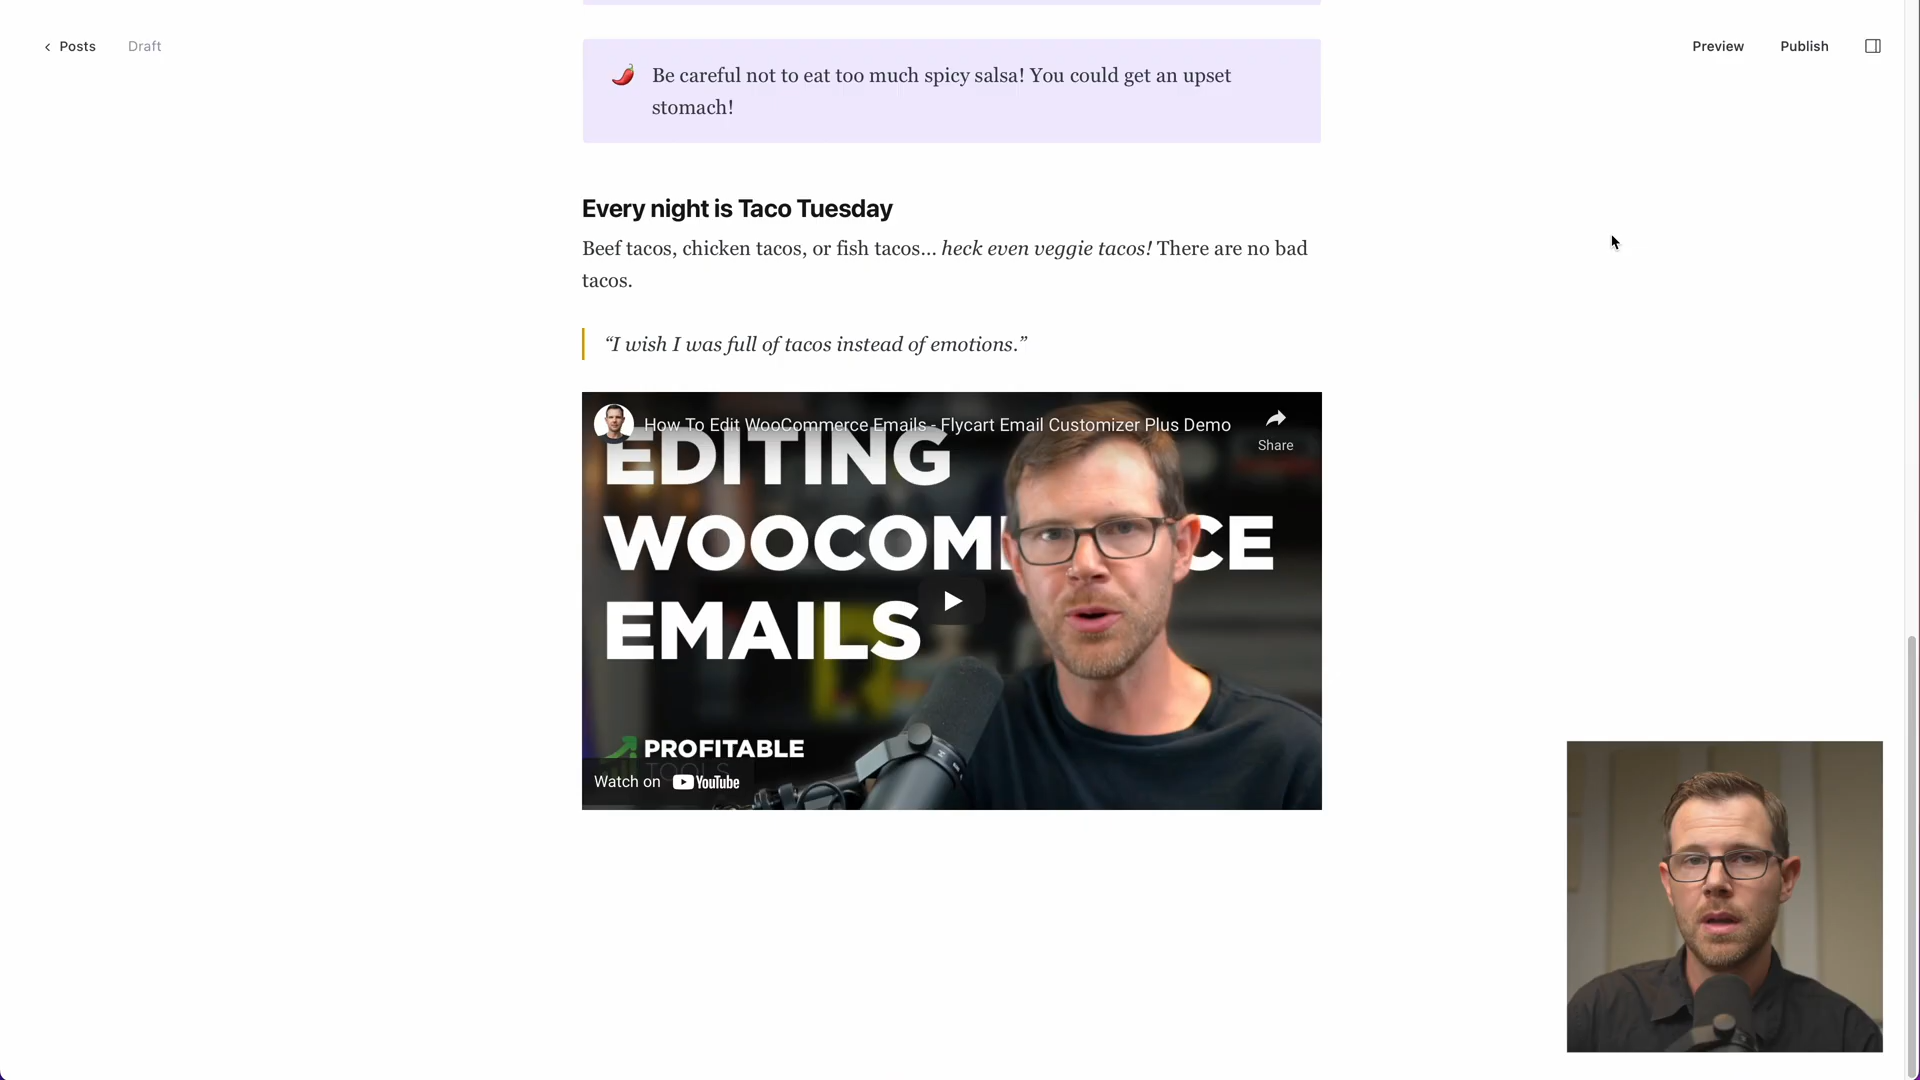 Posts
Draft
Preview
Publish
Be careful not to eat too much spicy salsa! You could get an upset
stomach!
Every night is Taco Tuesday
Beef tacos, chicken tacos, or fish tacos... heck even veggie tacos! There are no bad
tacos.
“I wish I was full of tacos instead of emotions.”
How To Edit WooCommerce Emails - Flycart Email Customizer Plus Demo
Share
EDITING
WOOCOM CE
EMAILS
PROFITABLE
TOOLS
Watch on YouTube